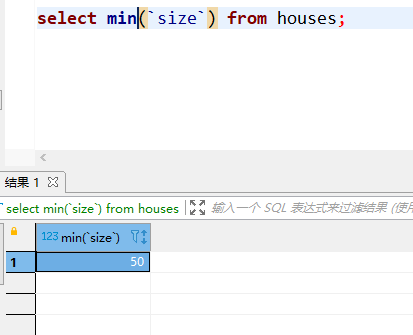 select min(`size`) from houses;
结果 1
select min(`size`) from houses
输入一个 SQL 表达式来过滤结果 (使用
123 min(`size`)
1
50